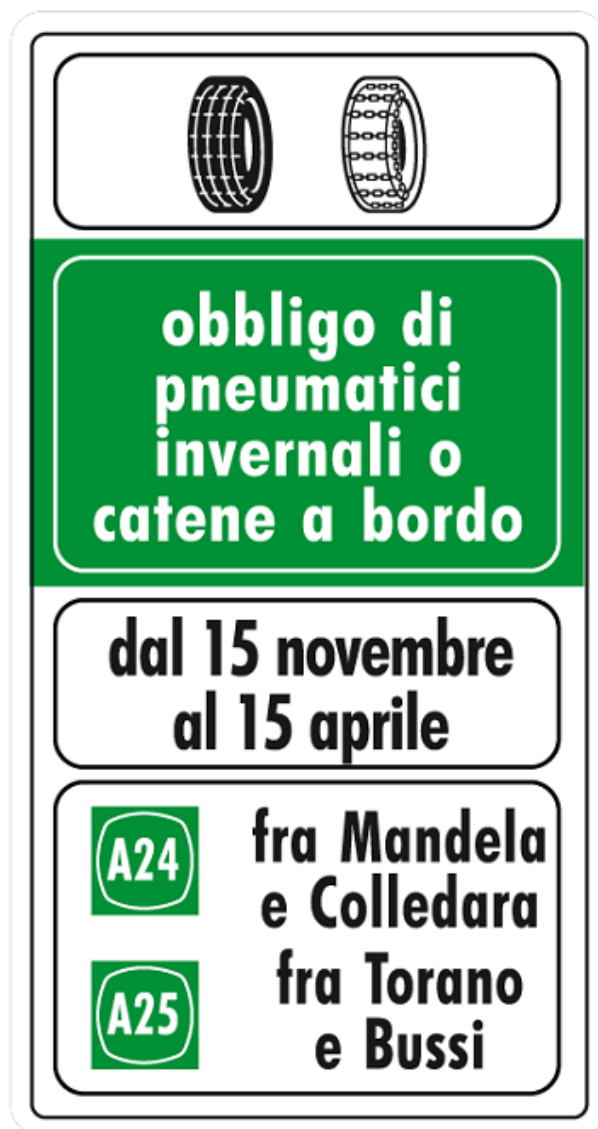 obbligo di
pneumatici
invernali o
catene a bordo
dal 15 novembre
al 15 aprile
A24
fra Mandela
e Colledara
A25
fra Torano
e Bussi